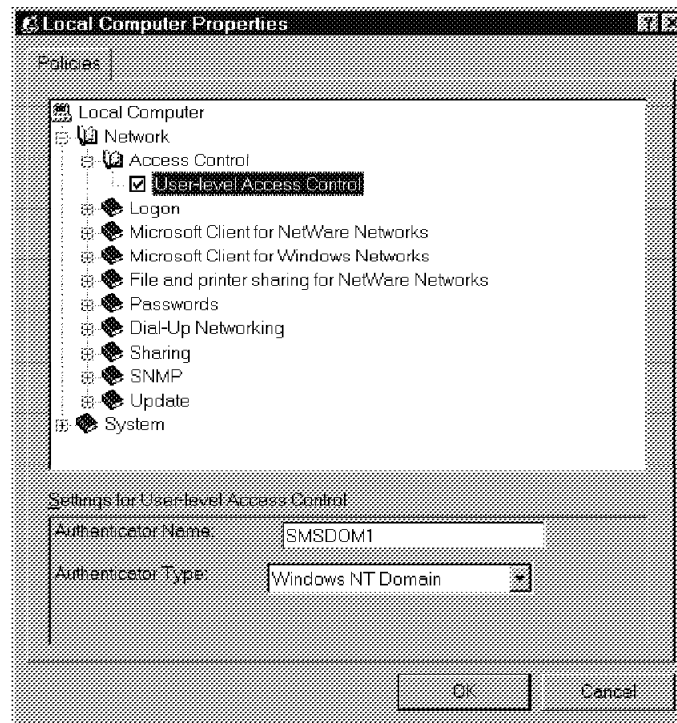 Local Computer Properties
Policies
Local Computer
Network
Access Control
User-level Access Control
Logon
Microsoft Client for NetWare Networks
Microsoft Client for Windows Networks
File and printer sharing for NetWare Networks
Passwords
Dial-Up Networking
Sharing
SNMP
Update
System
Settings for User-level Access Control
Authenticator Name: SMSDOM1
Authenticator Type: Windows NT Domain
OK Cancel